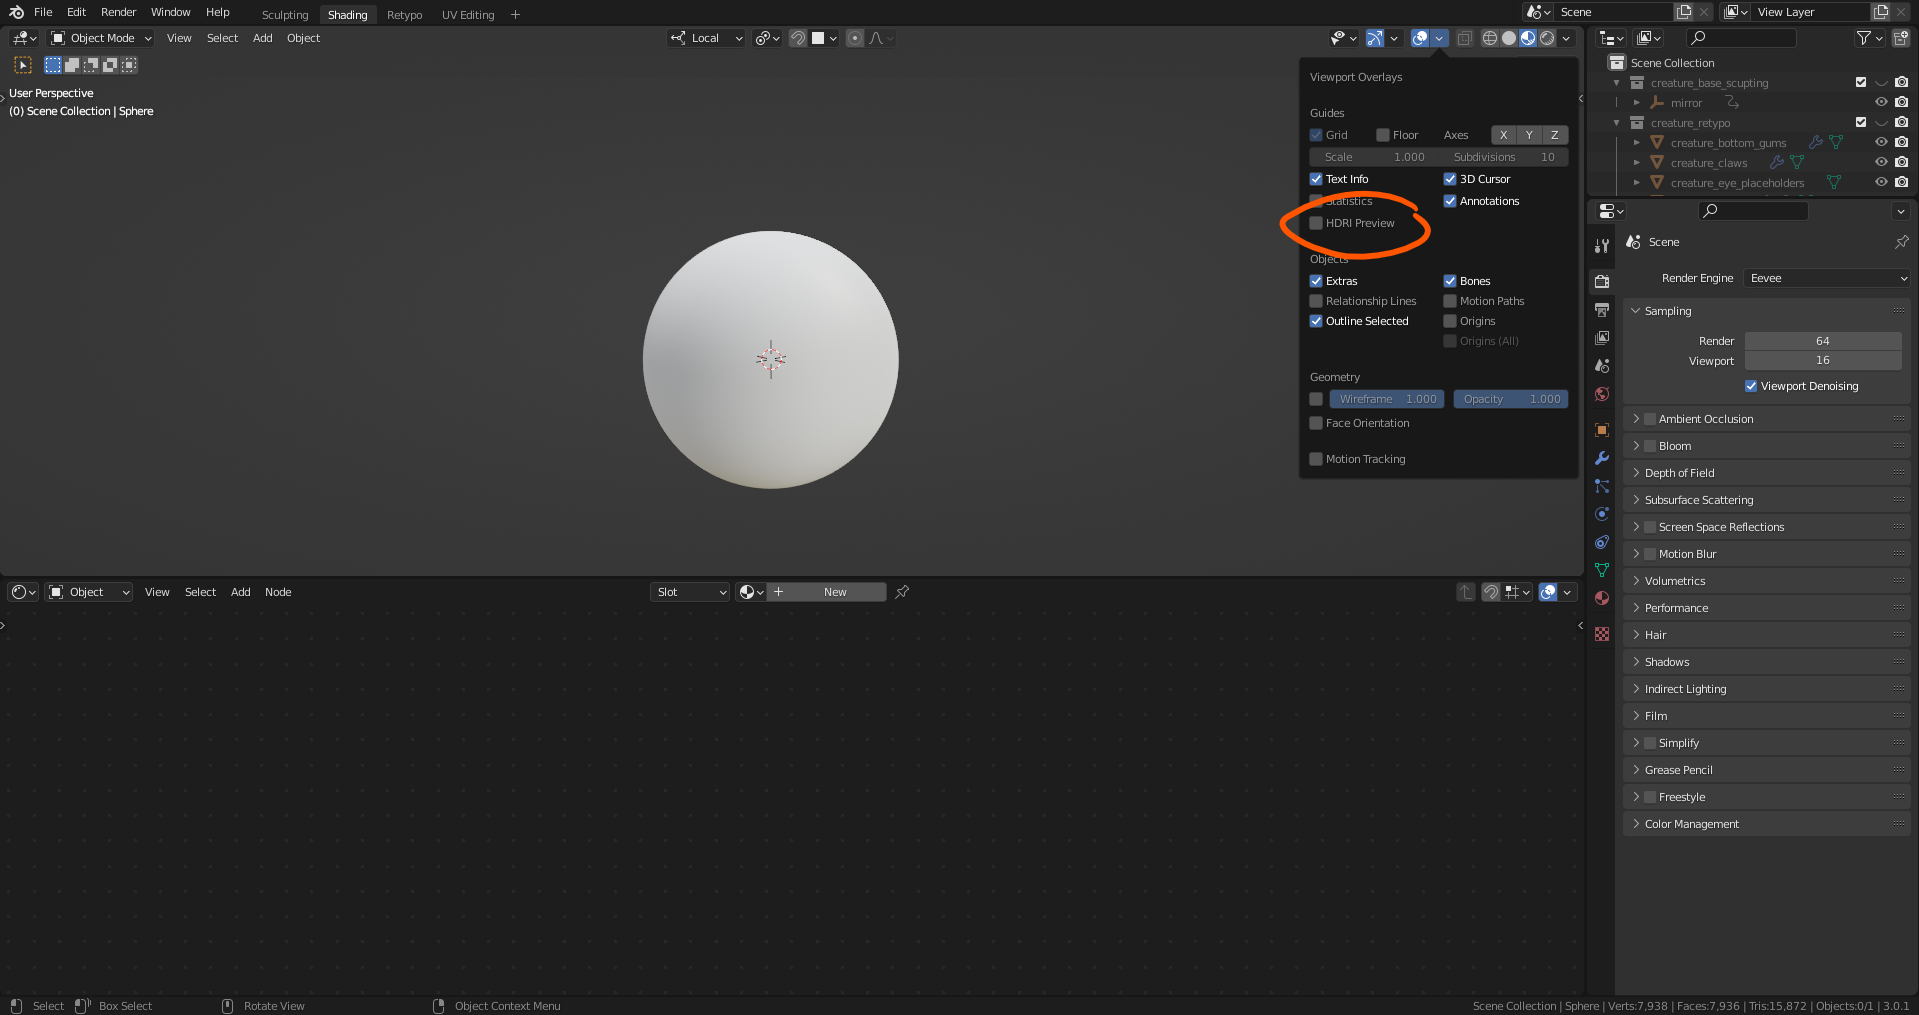 File Edit Render Window Help Sculpting Shading Retypo UV Editing + Scene View Layer
Object Mode View Select Add Object Local
User Perspective
(0) Scene Collection | Sphere
Viewport Overlays
Guides
Grid Floor Axes X Y Z
Scale 1.000 Subdivisions 10
Text Info 3D Cursor
Statistics Annotations
HDRI Preview
Objects
Extras Bones
Relationship Lines Motion Paths
Outline Selected Origins
Origins (All)
Geometry
Wireframe 1.000 Opacity 1.000
Face Orientation
Motion Tracking
Scene Collection
creature_base_scupting
mirror
creature_retypo
creature_bottom_gums
creature_claws
creature_eye_placeholders
Scene
Render Engine Eevee
Sampling
Render 64
Viewport 16
Viewport Denoising
Ambient Occlusion
Bloom
Depth of Field
Subsurface Scattering
Screen Space Reflections
Motion Blur
Volumetrics
Performance
Hair
Shadows
Indirect Lighting
Film
Simplify
Grease Pencil
Freestyle
Color Management
Object View Select Add Node Slot + New
Select Box Select Rotate View Object Context Menu
Scene Collection | Sphere | Verts:7,938 | Faces:7,936 | Tris:15,872 | Objects:0/1 | 3.0.1